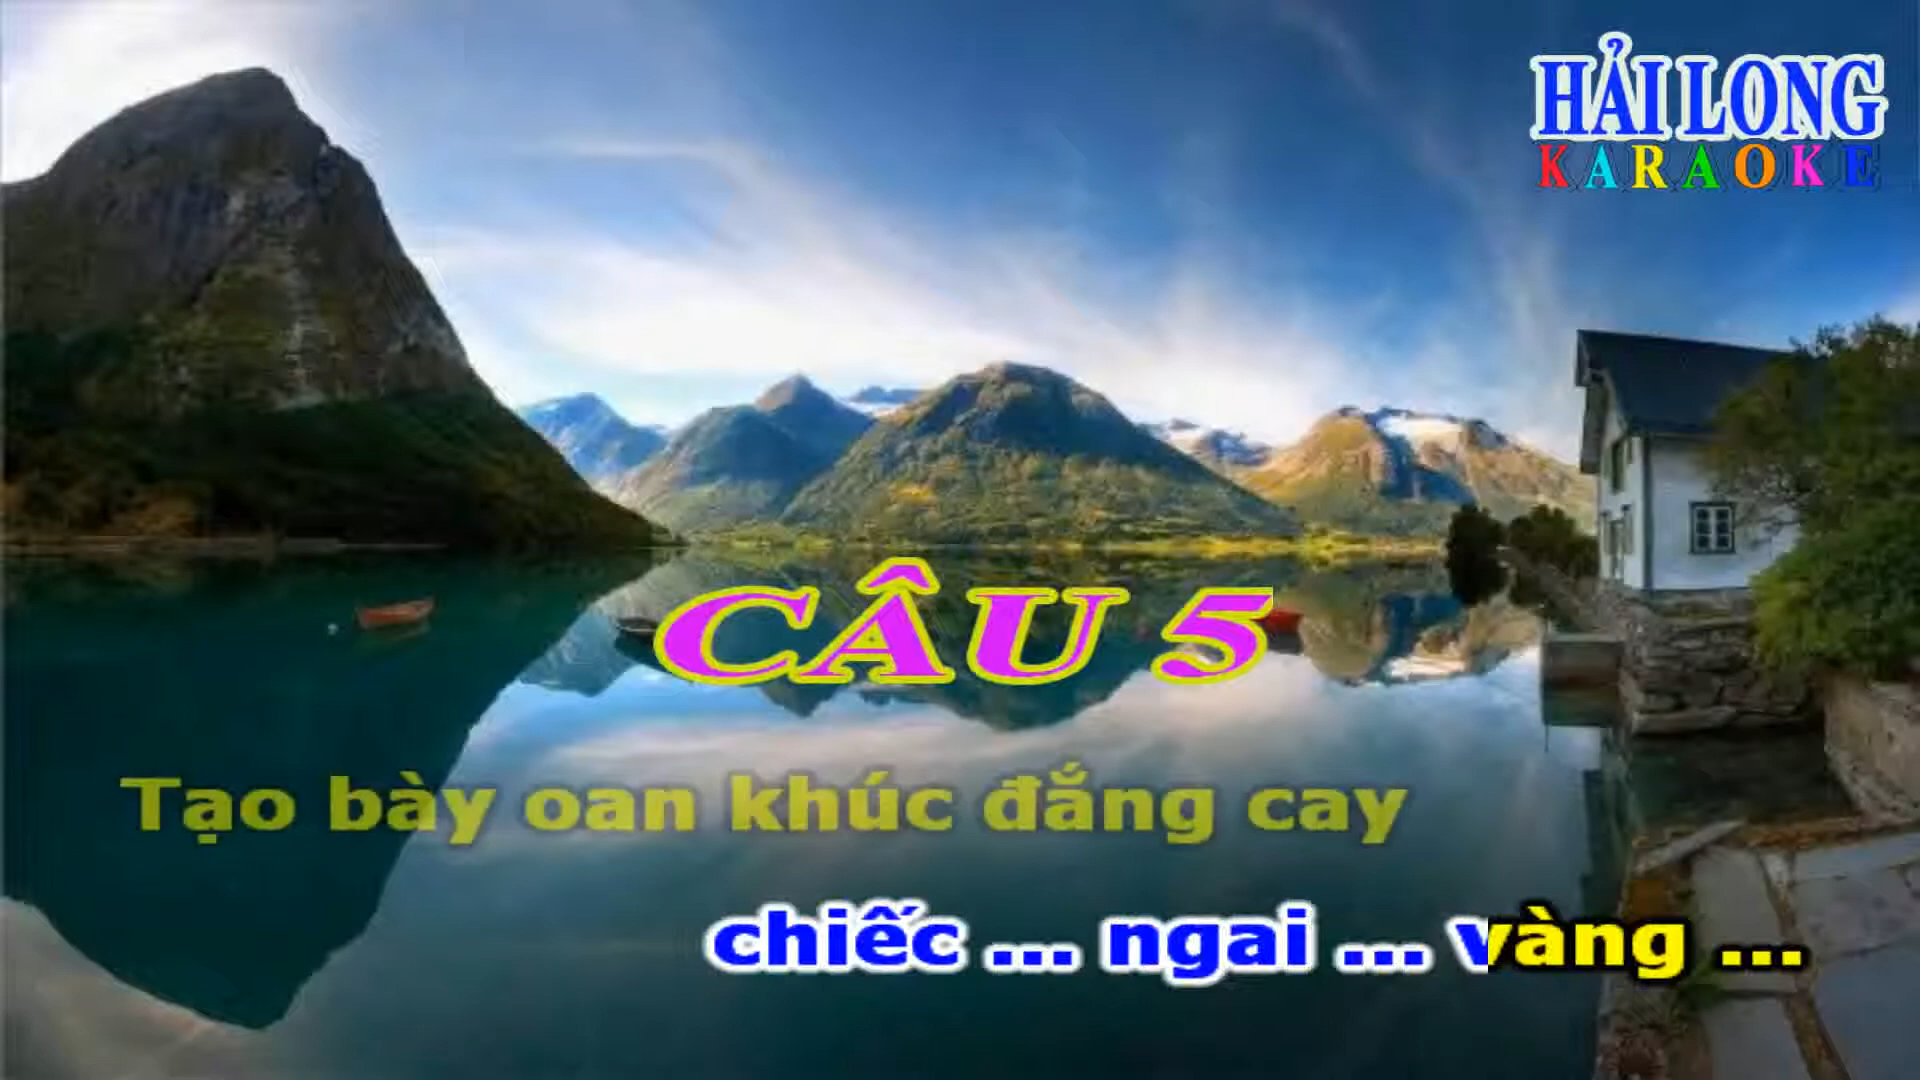 HẢI LONG
KARAOKE
CÂU 5
Tạo bày oan khúc đắng cay
chiếc ... ngai ... vàng ...